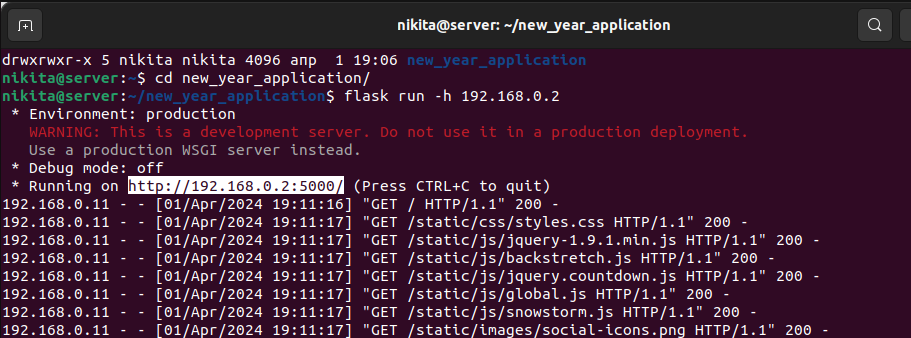 nikita@server: ~/new_year_application
drwxrwxr-x 5 nikita nikita 4096 апр  1 19:06 new_year_application
nikita@server:~$ cd new_year_application/
nikita@server:~/new_year_application$ flask run -h 192.168.0.2
 * Environment: production
   WARNING: This is a development server. Do not use it in a production deployment.
   Use a production WSGI server instead.
 * Debug mode: off
 * Running on http://192.168.0.2:5000/ (Press CTRL+C to quit)
192.168.0.11 - - [01/Apr/2024 19:11:16] "GET / HTTP/1.1" 200 -
192.168.0.11 - - [01/Apr/2024 19:11:17] "GET /static/css/styles.css HTTP/1.1" 200 -
192.168.0.11 - - [01/Apr/2024 19:11:17] "GET /static/js/jquery-1.9.1.min.js HTTP/1.1" 200 -
192.168.0.11 - - [01/Apr/2024 19:11:17] "GET /static/js/backstretch.js HTTP/1.1" 200 -
192.168.0.11 - - [01/Apr/2024 19:11:17] "GET /static/js/jquery.countdown.js HTTP/1.1" 200 -
192.168.0.11 - - [01/Apr/2024 19:11:17] "GET /static/js/global.js HTTP/1.1" 200 -
192.168.0.11 - - [01/Apr/2024 19:11:17] "GET /static/js/snowstorm.js HTTP/1.1" 200 -
192.168.0.11 - - [01/Apr/2024 19:11:17] "GET /static/images/social-icons.png HTTP/1.1" 200 -